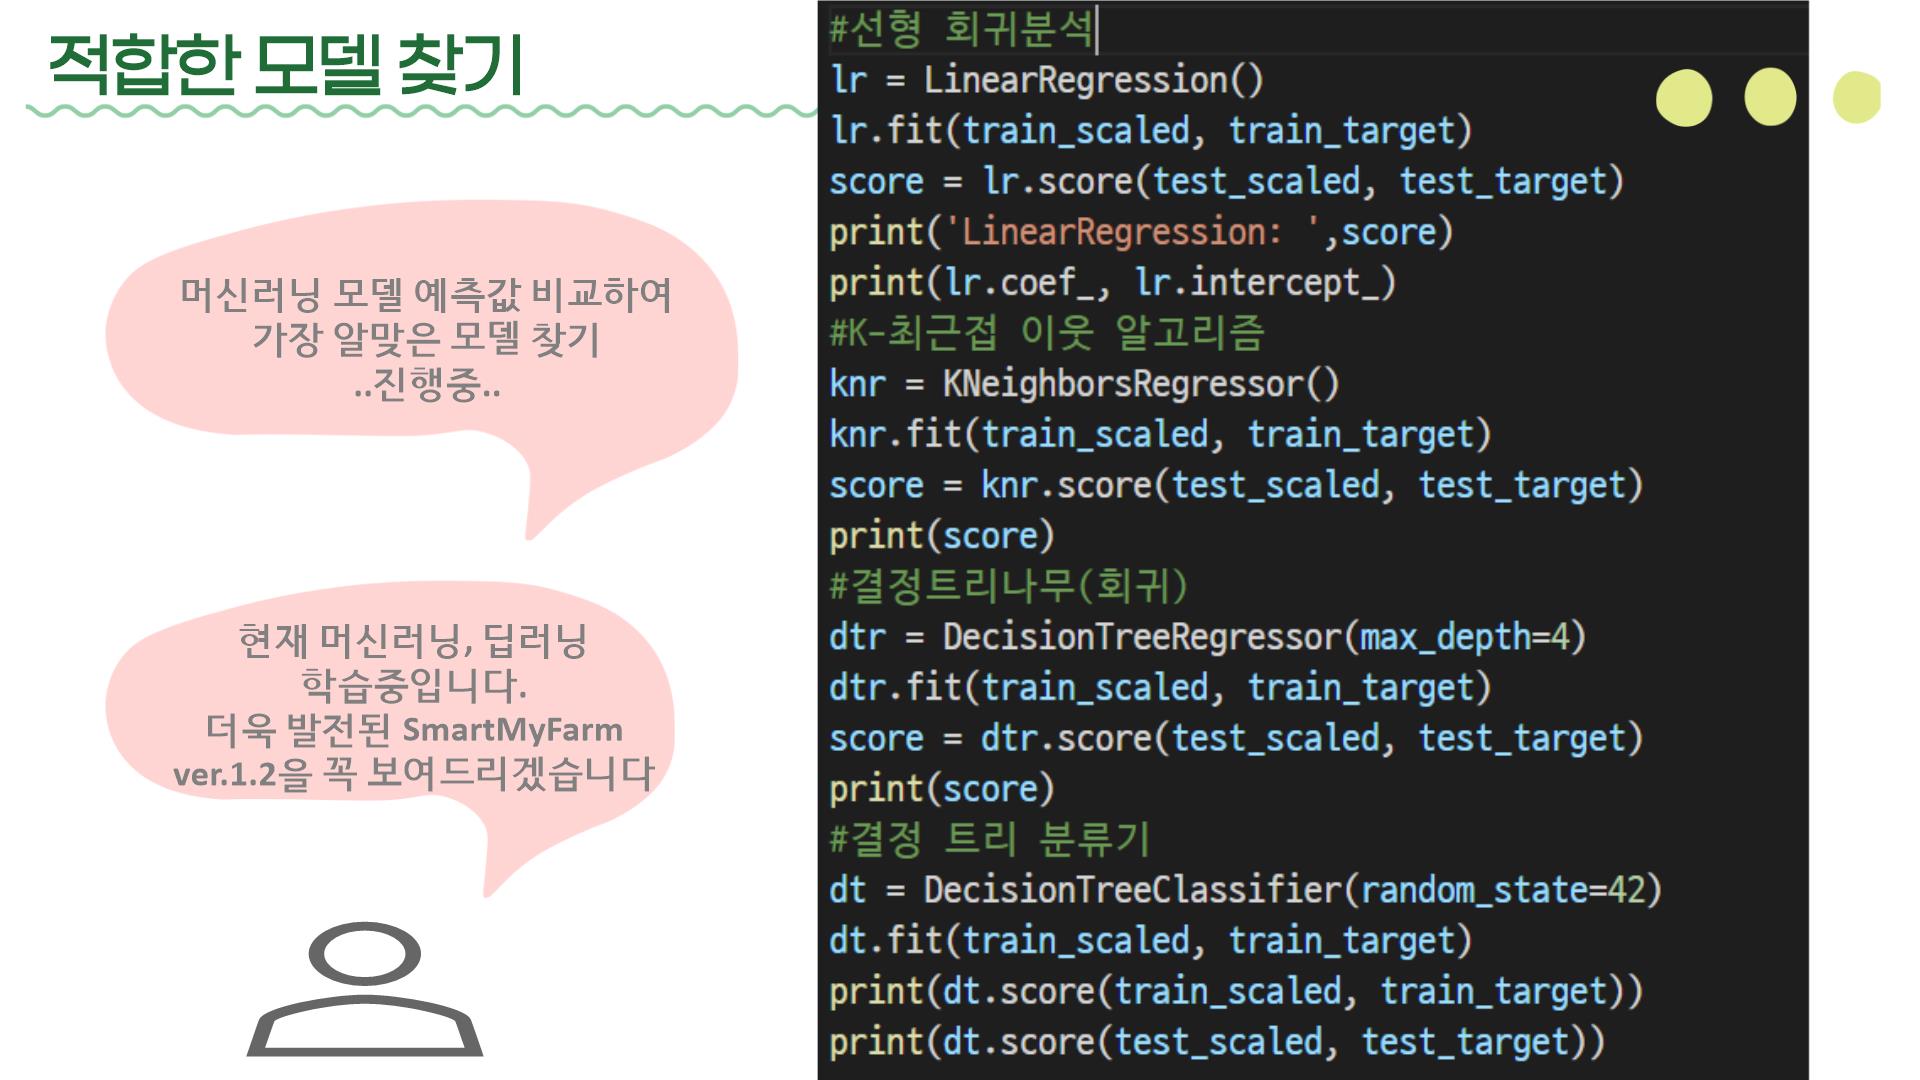 적합한 모델 찾기
머신러닝 모델 예측값 비교하여
가장 알맞은 모델 찾기
..진행중..
현재 머신러닝, 딥러닝
학습중입니다.
더욱 발전된 SmartMyFarm
ver.1.2을 꼭 보여드리겠습니다
#선형 회귀분석
lr = LinearRegression()
lr.fit(train_scaled, train_target)
score = lr.score(test_scaled, test_target)
print('LinearRegression: ',score)
print(lr.coef_, lr.intercept_)
#K-최근접 이웃 알고리즘
knr = KNeighborsRegressor()
knr.fit(train_scaled, train_target)
score = knr.score(test_scaled, test_target)
print(score)
#결정트리나무(회귀)
dtr = DecisionTreeRegressor(max_depth=4)
dtr.fit(train_scaled, train_target)
score = dtr.score(test_scaled, test_target)
print(score)
#결정 트리 분류기
dt = DecisionTreeClassifier(random_state=42)
dt.fit(train_scaled, train_target)
print(dt.score(train_scaled, train_target))
print(dt.score(test_scaled, test_target))